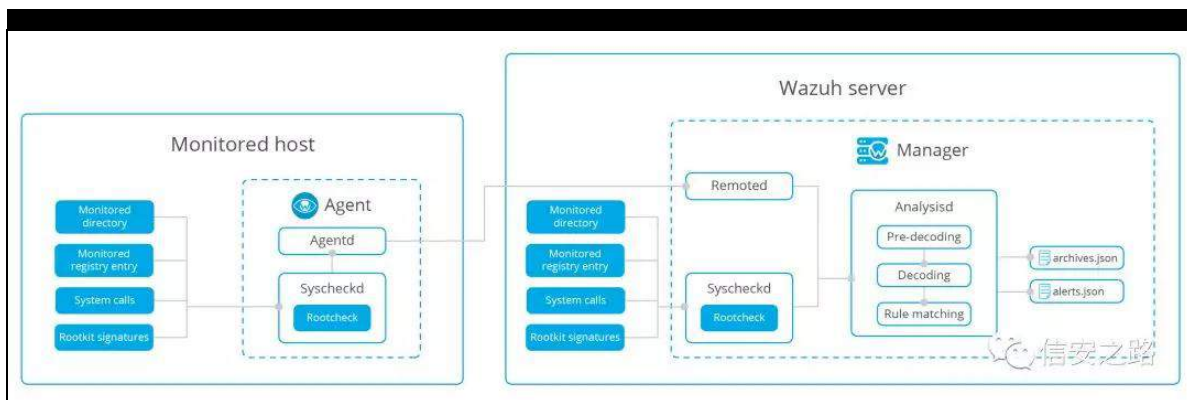 Monitored host
Monitored
directory
Monitored
registry entry
System calls
Rootkit signatures
Agent
Agentd
Syscheckd
Rootcheck
Wazuh server
Manager
Remoted
Monitored
directory
Monitored
registry entry
System calls
Rootkit signatures
Syscheckd
Rootcheck
Analysisd
Pre-decoding
Decoding
Rule matching
archives.json
alerts.json
信安之路